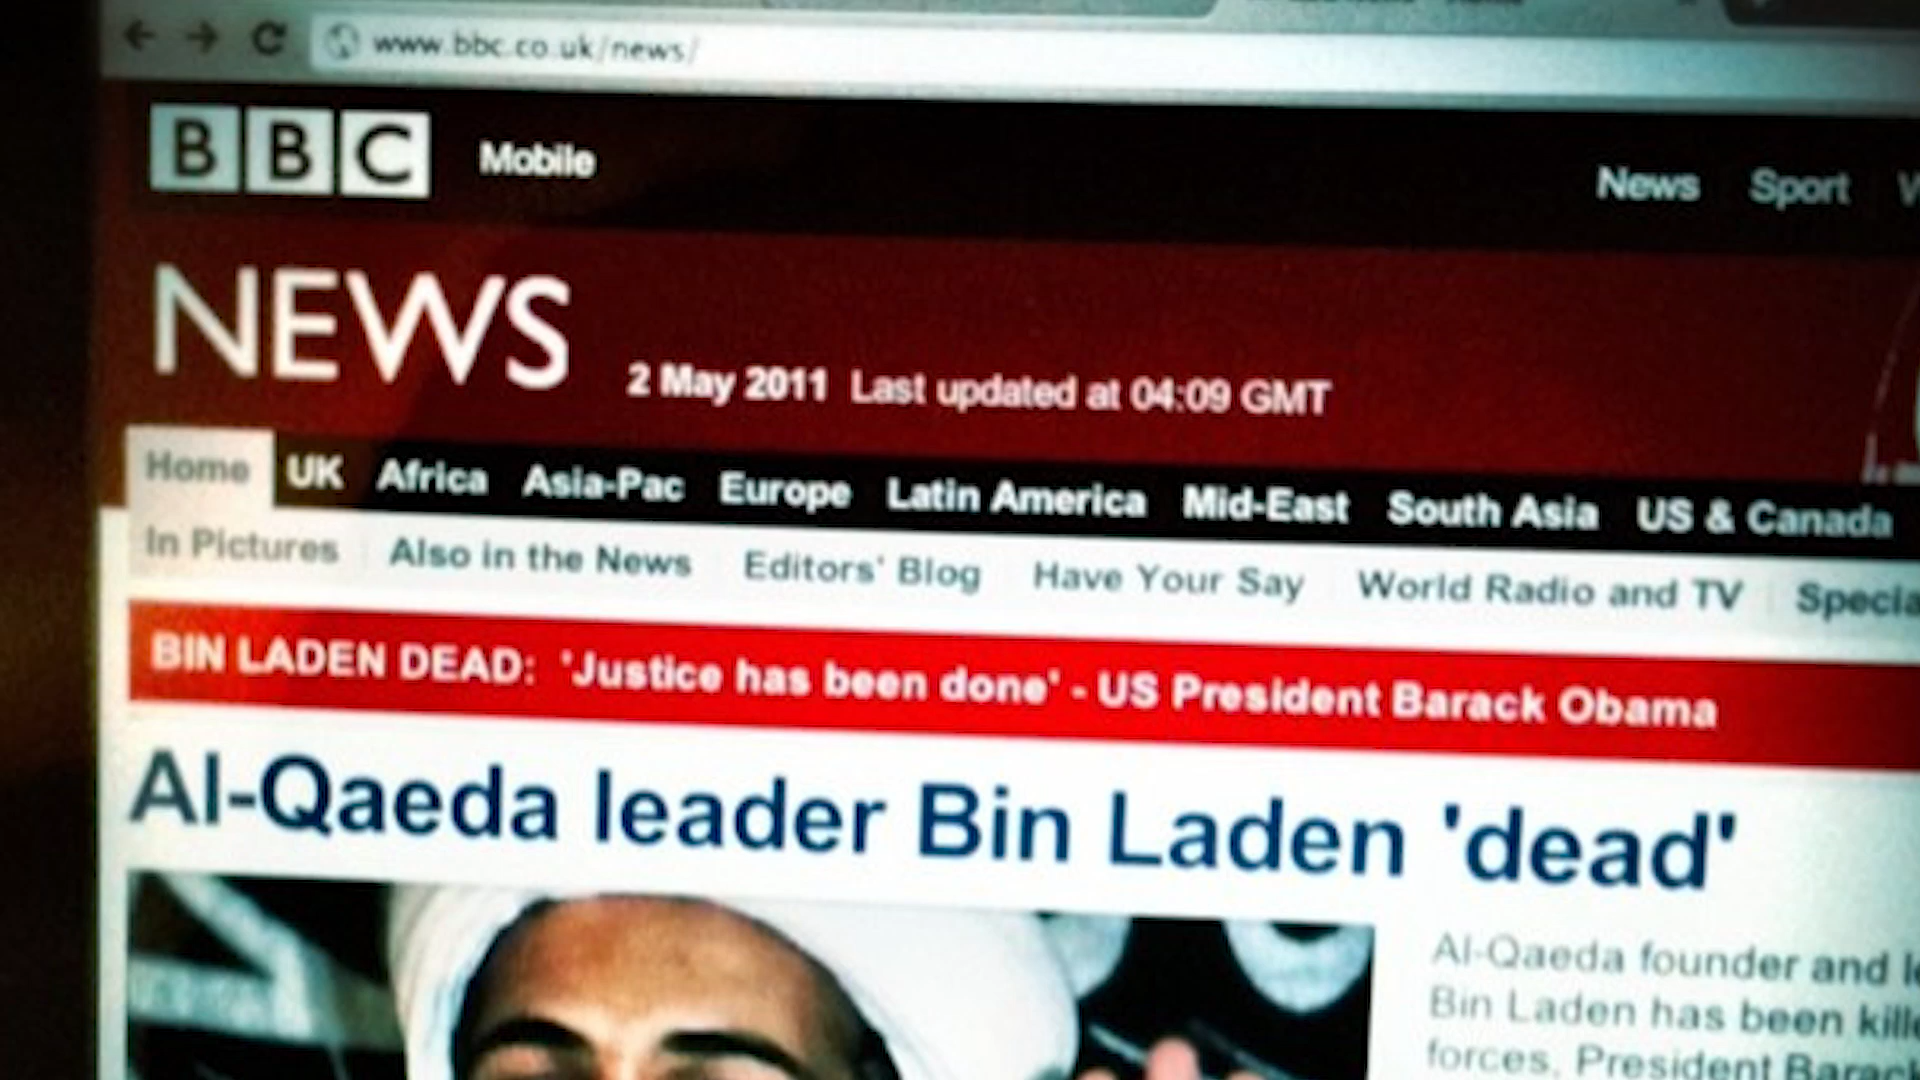 www.bbc.co.uk/news/
BBC Mobile News Sport
NEWS 2 May 2011 Last updated at 04:09 GMT
Home UK Africa Asia-Pac Europe Latin America Mid-East South Asia US & Canada
In Pictures Also in the News Editors' Blog Have Your Say World Radio and TV
BIN LADEN DEAD: 'Justice has been done' - US President Barack Obama
Al-Qaeda leader Bin Laden 'dead'
Al-Qaeda founder and
Bin Laden has been
forces, President Barack